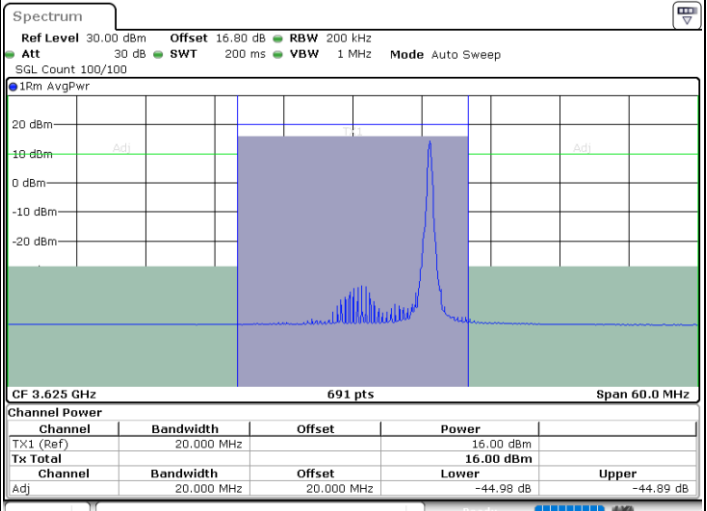 Spectrum
Ref Level 30.00 dBm Offset 16.80 dB RBW 200 kHz
Att 30 dB SWT 200 ms VBW 1 MHz Mode Auto Sweep
SGL Count 100/100
1Rm AvgPwr
20 dBm
TX1
Adj Adj
10 dBm
0 dBm
-10 dBm
-20 dBm
CF 3.625 GHz 691 pts Span 60.0 MHz
Channel Power
Channel Bandwidth Offset Power
TX1 (Ref) 20.000 MHz 16.00 dBm
Tx Total 16.00 dBm
Channel Bandwidth Offset Lower Upper
Adj 20.000 MHz 20.000 MHz -44.98 dB -44.89 dB